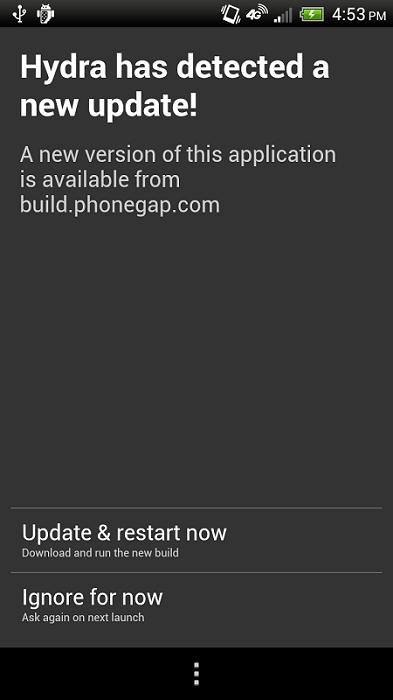 4G 4:53 PM
Hydra has detected a
new update!
A new version of this application
is available from
build.phonegap.com
Update & restart now
Download and run the new build
Ignore for now
Ask again on next launch